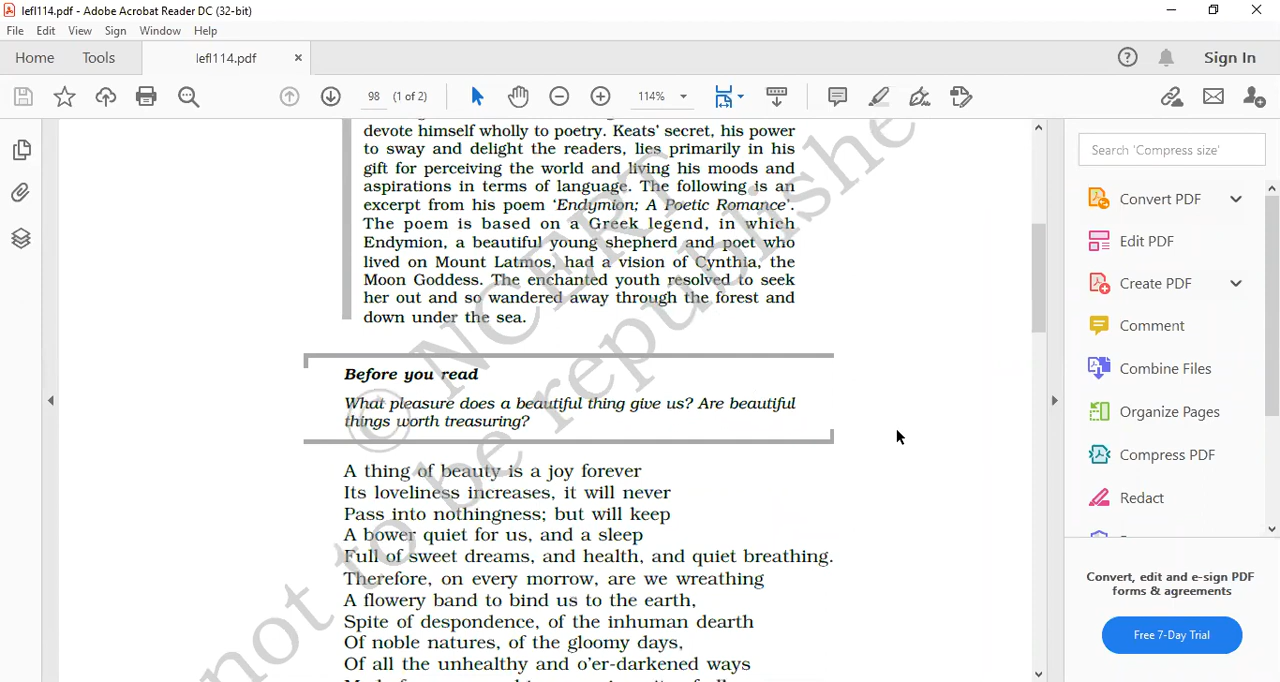 lefl114.pdf - Adobe Acrobat Reader DC (32-bit)
File Edit View Sign Window Help
Home Tools lefl114.pdf × Sign In
98 (1 of 2) 114%
devote himself wholly to poetry. Keats' secret, his power
to sway and delight the readers, lies primarily in his
gift for perceiving the world and living his moods and
aspirations in terms of language. The following is an
excerpt from his poem 'Endymion; A Poetic Romance'.
The poem is based on a Greek legend, in which
Endymion, a beautiful young shepherd and poet who
lived on Mount Latmos, had a vision of Cynthia, the
Moon Goddess. The enchanted youth resolved to seek
her out and so wandered away through the forest and
down under the sea.
Before you read
What pleasure does a beautiful thing give us? Are beautiful
things worth treasuring?
A thing of beauty is a joy forever
Its loveliness increases, it will never
Pass into nothingness; but will keep
A bower quiet for us, and a sleep
Full of sweet dreams, and health, and quiet breathing.
Therefore, on every morrow, are we wreathing
A flowery band to bind us to the earth,
Spite of despondence, of the inhuman dearth
Of noble natures, of the gloomy days,
Of all the unhealthy and o'er-darkened ways
© NCERT
not to be republishe
Search 'Compress size'
Convert PDF
Edit PDF
Create PDF
Comment
Combine Files
Organize Pages
Compress PDF
Redact
Convert, edit and e-sign PDF
forms & agreements
Free 7-Day Trial